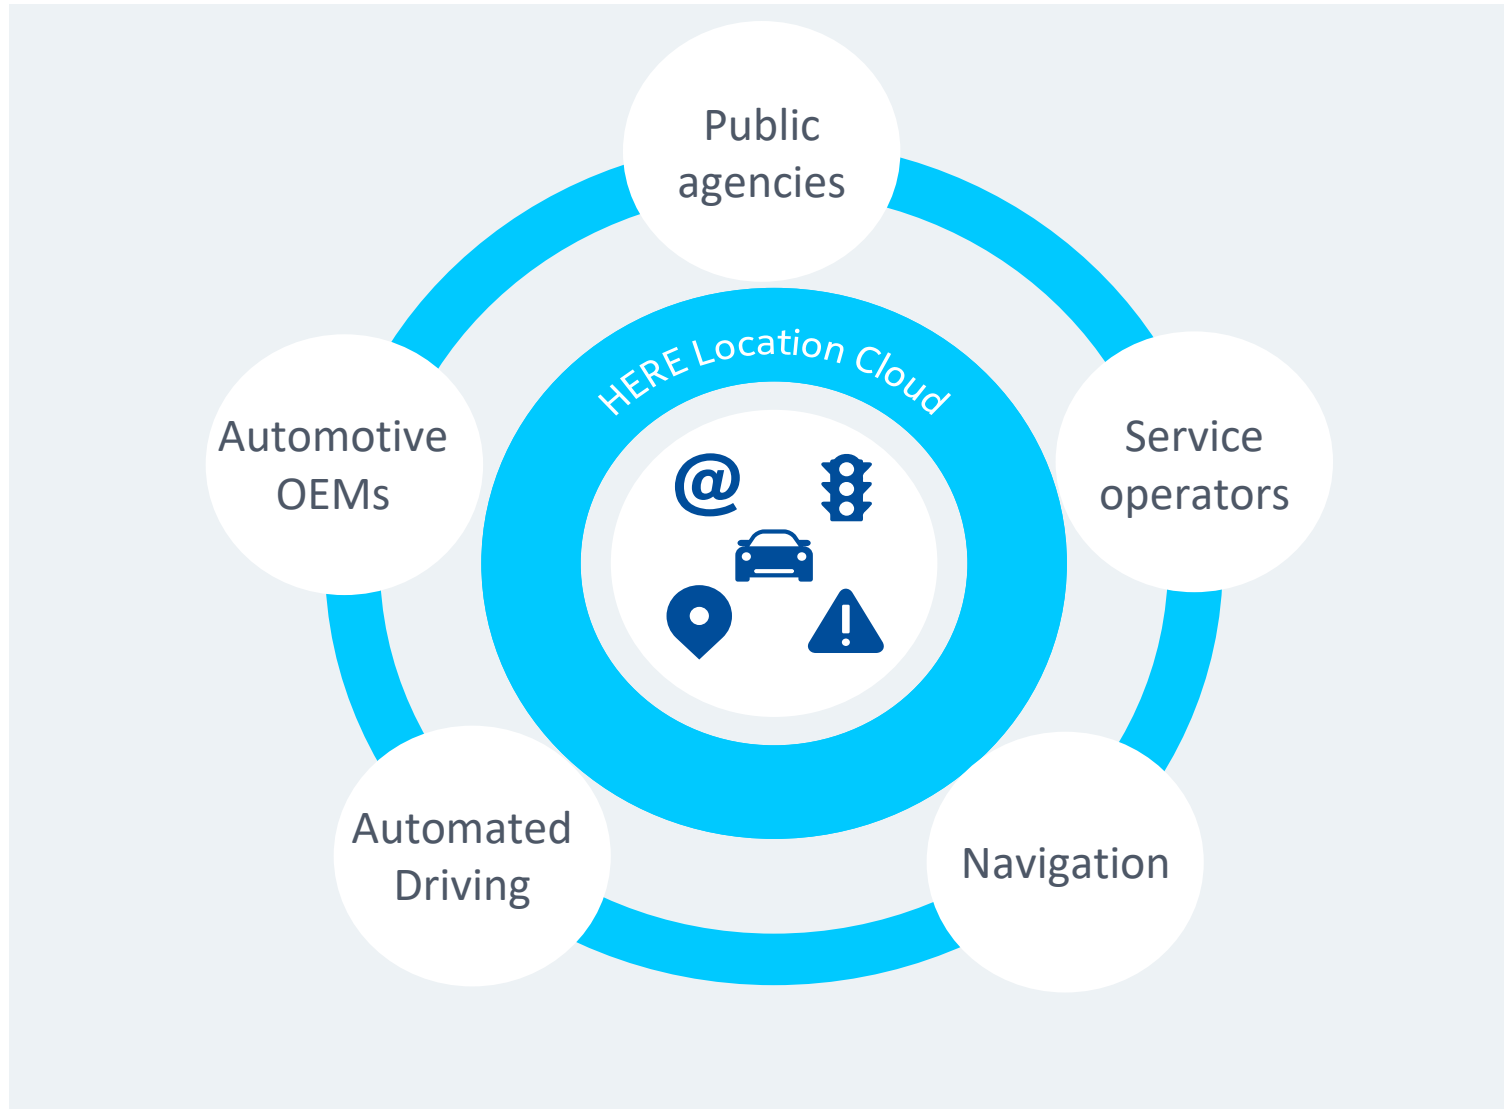 Public
agencies
HERE Location Cloud
Automotive
OEMs
@
Service
operators
Automated
Driving
Navigation